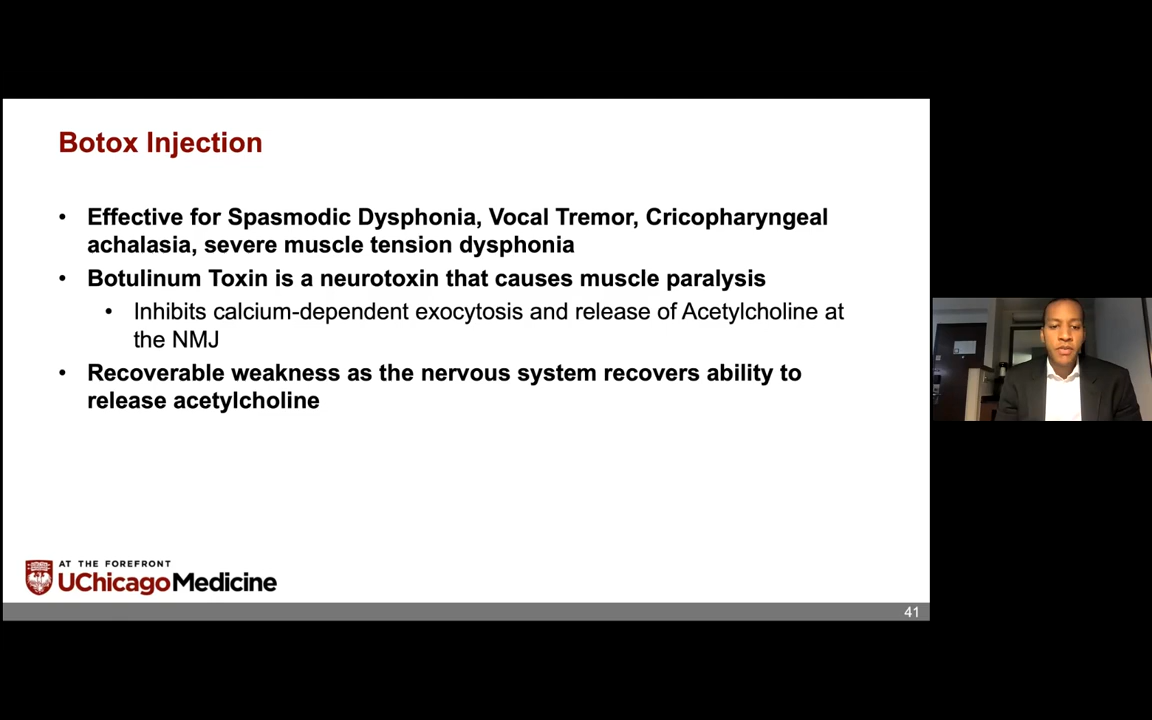 Botox Injection
• Effective for Spasmodic Dysphonia, Vocal Tremor, Cricopharyngeal
achalasia, severe muscle tension dysphonia
• Botulinum Toxin is a neurotoxin that causes muscle paralysis
• Inhibits calcium-dependent exocytosis and release of Acetylcholine at
the NMJ
• Recoverable weakness as the nervous system recovers ability to
release acetylcholine
AT THE FOREFRONT
UChicagoMedicine
41